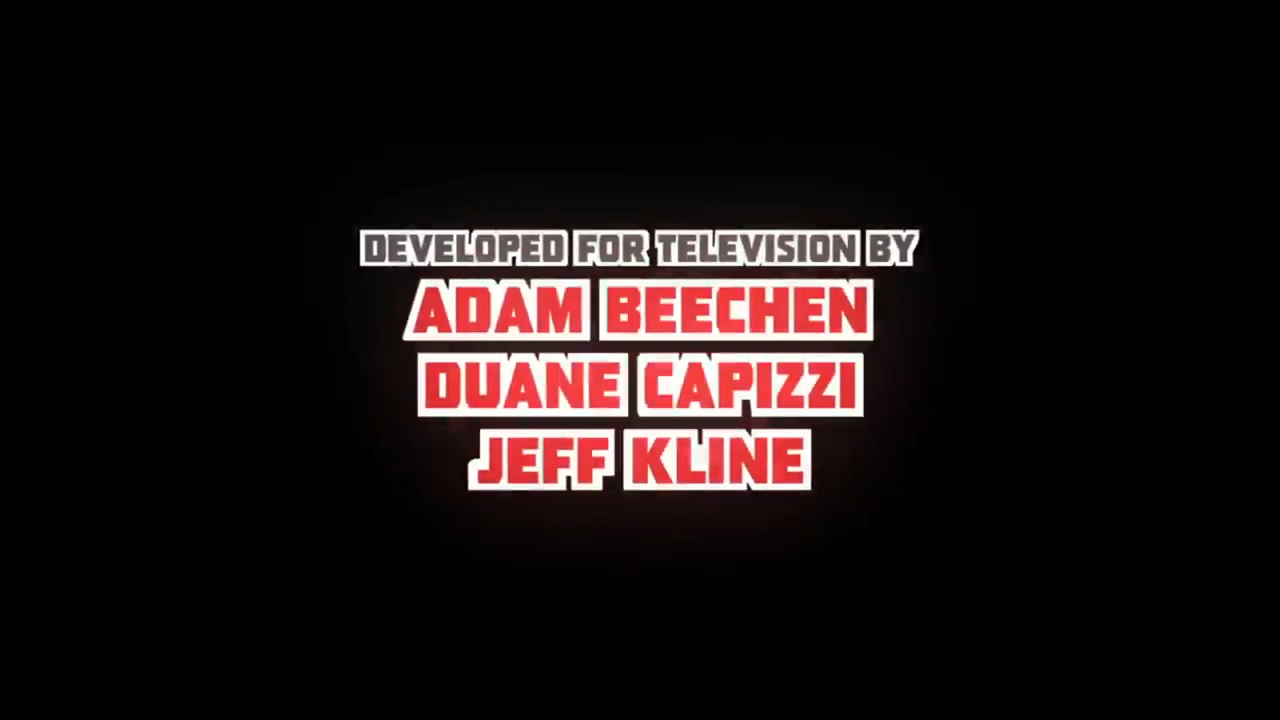 DEVELOPED FOR TELEVISION BY
ADAM BEECHEN
DUANE CAPIZZI
JEFF KLINE